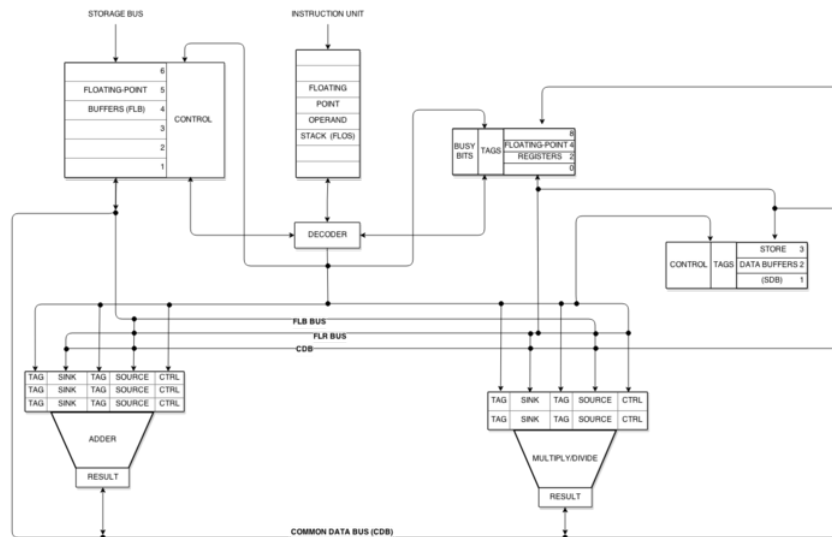 STORAGE BUS
INSTRUCTION UNIT
6
FLOATING-POINT 5
BUFFERS (FLB) 4
3
2
1
CONTROL
FLOATING
POINT
OPERAND
STACK (FLOS)
BUSY
BITS
TAGS
8
FLOATING-POINT 4
REGISTERS 2
0
DECODER
CONTROL
TAGS
STORE 3
DATA BUFFERS 2
(SDB) 1
FLB BUS
FLR BUS
CDB
TAG SINK TAG SOURCE CTRL
TAG SINK TAG SOURCE CTRL
TAG SINK TAG SOURCE CTRL
ADDER
RESULT
TAG SINK TAG SOURCE CTRL
TAG SINK TAG SOURCE CTRL
MULTIPLY/DIVIDE
RESULT
COMMON DATA BUS (CDB)